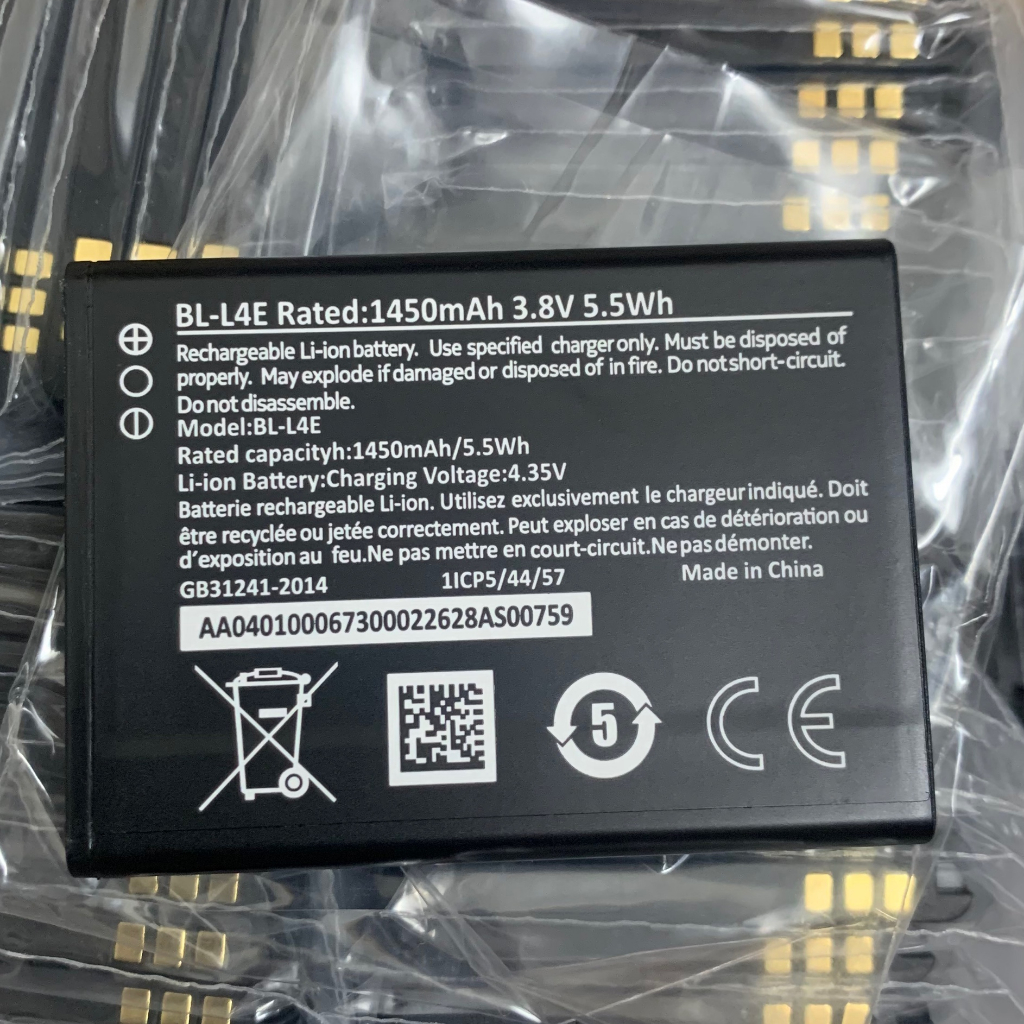 BL-L4E Rated:1450mAh 3.8V 5.5Wh
Rechargeable Li-ion battery. Use specified charger only. Must be disposed of
properly. May explode if damaged or disposed of in fire. Do not short-circuit.
Do not disassemble.
Model:BL-L4E
Rated capacityh:1450mAh/5.5Wh
Li-ion Battery:Charging Voltage:4.35V
Batterie rechargeable Li-ion. Utilisez exclusivement le chargeur indiqué. Doit
être recyclée ou jetée correctement. Peut exploser en cas de détérioration ou
d'exposition au feu.Ne pas mettre en court-circuit.Ne pas démonter.
GB31241-2014 1ICP5/44/57 Made in China
AA040100067300022628AS00759
5 CE